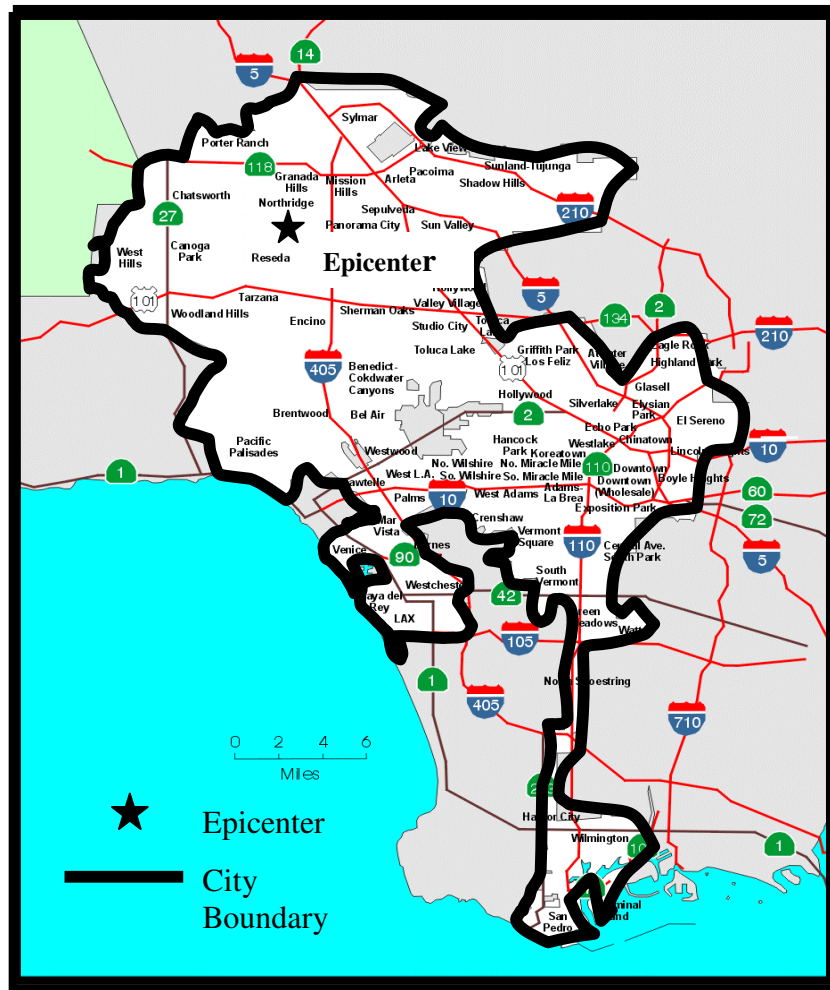 14
5
Sylmar
Porter Ranch
Lake View
118
Sunland-Tujunga
Granada
Hills
Mission
Hills
Arleta
Pacoima
Shadow Hills
Chatsworth
Northridge
27
Sepulveda
210
Panorama City
Sun Valley
West
Hills
Canoga
Park
Reseda
Epicenter
Hollywood
101
Tarzana
Valley Village
5
2
Woodland Hills
Encino
Sherman Oaks
134
Studio City
210
Toluca Lake
Griffith Park
Los Feliz
Eagle Rock
Highland Park
405
Benedict-
Cokdwater
Canyons
101
Glasell
Hollywood
Silverlake
Elysian
Park
Brentwood
Bel Air
2
Echo Park
El Sereno
Pacific
Palisades
Hancock
Park
Koreatown
Westlake
Chinatown
10
Westwood
No. Wilshire
No. Miracle Mile
110
Downtown
1
West L.A.
So. Wilshire
So. Miracle Mile
Downtown
(Wholesale)
Boyle Heights
60
Palms
10
West Adams
Adams-
La Brea
Exposition Park
72
Mar
Vista
Crenshaw
Vermont
Square
110
5
Venice
90
South Park
South
Vermont
Westchester
42
LAX
105
1
405
710
0 2 4 6
Miles
Epicenter
Harbor City
Wilmington
1
City
Boundary
San
Pedro